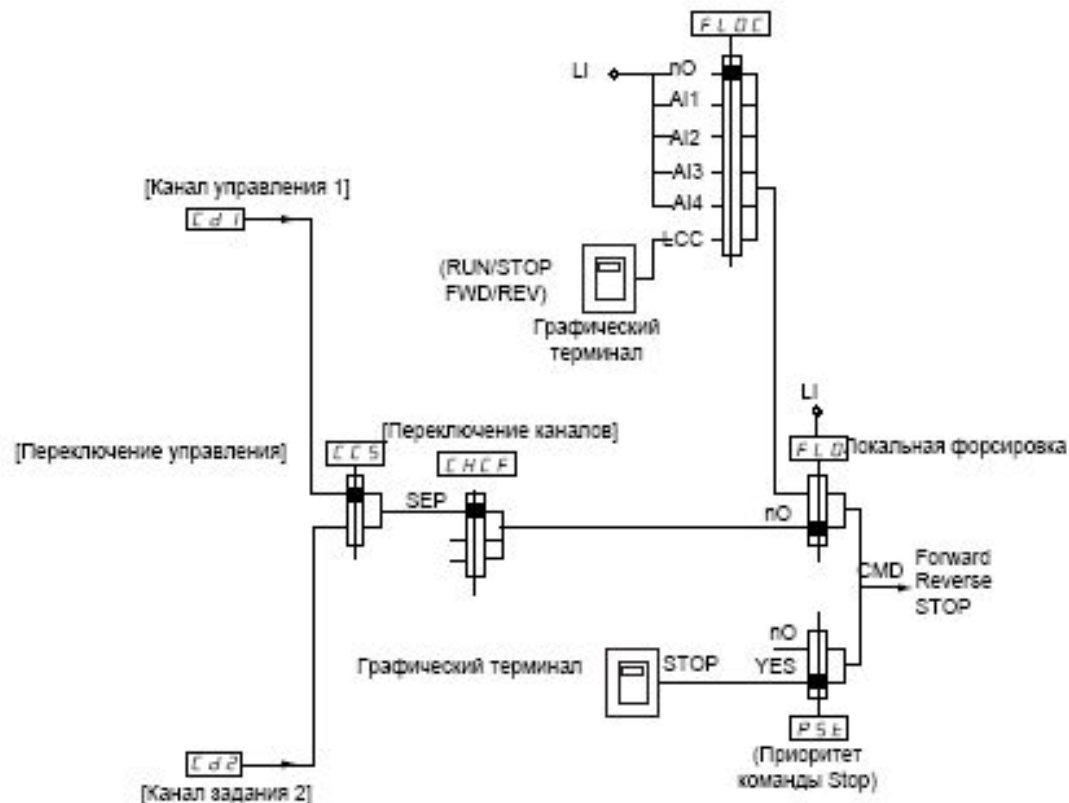 FLOC
LI
nO
AI1
AI2
AI3
AI4
LCC
[Канал управления 1]
Cd1
(RUN/STOP
FWD/REV)
Графический
терминал
LI
[Переключение каналов]
[Переключение управления]
CCS
CHCF
FLO
Локальная форсировка
SEP
nO
CMD
Forward
Reverse
STOP
nO
Графический терминал
STOP
YES
PSt
(Приоритет
команды Stop)
Cd2
[Канал задания 2]